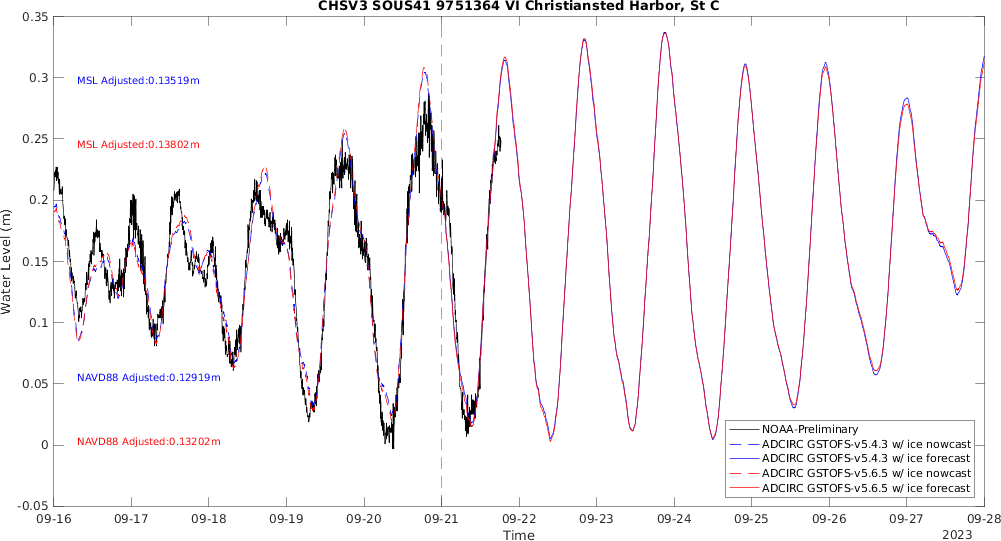 CHSV3 SOUS41 9751364 VI Christiansted Harbor, St C
0.35
0.3
0.25
0.2
0.15
0.1
0.05
0
-0.05
Water Level (m)
MSL Adjusted:0.13519m
MSL Adjusted:0.13802m
NAVD88 Adjusted:0.12919m
NAVD88 Adjusted:0.13202m
NOAA-Preliminary
ADCIRC GSTOFS-v5.4.3 w/ ice nowcast
ADCIRC GSTOFS-v5.4.3 w/ ice forecast
ADCIRC GSTOFS-v5.6.5 w/ ice nowcast
ADCIRC GSTOFS-v5.6.5 w/ ice forecast
09-16 09-17 09-18 09-19 09-20 09-21 09-22 09-23 09-24 09-25 09-26 09-27 09-28
Time
2023